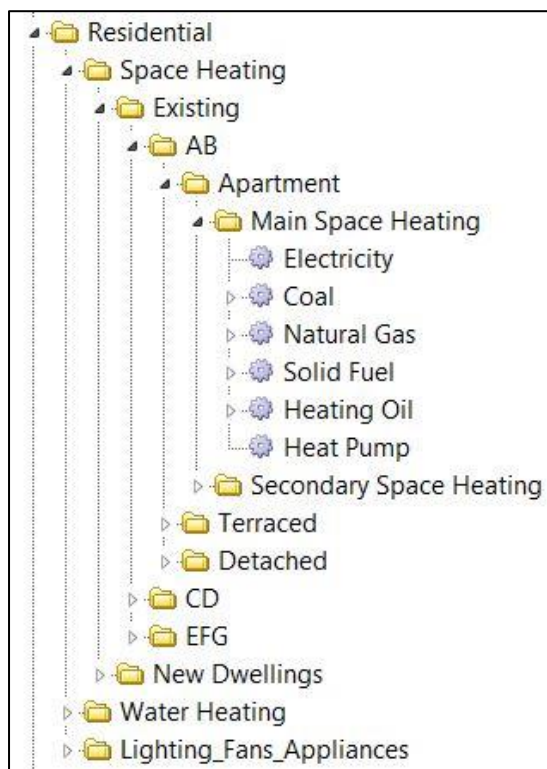 Residential
Space Heating
Existing
AB
Apartment
Main Space Heating
Electricity
Coal
Natural Gas
Solid Fuel
Heating Oil
Heat Pump
Secondary Space Heating
Terraced
Detached
CD
EFG
New Dwellings
Water Heating
Lighting_Fans_Appliances